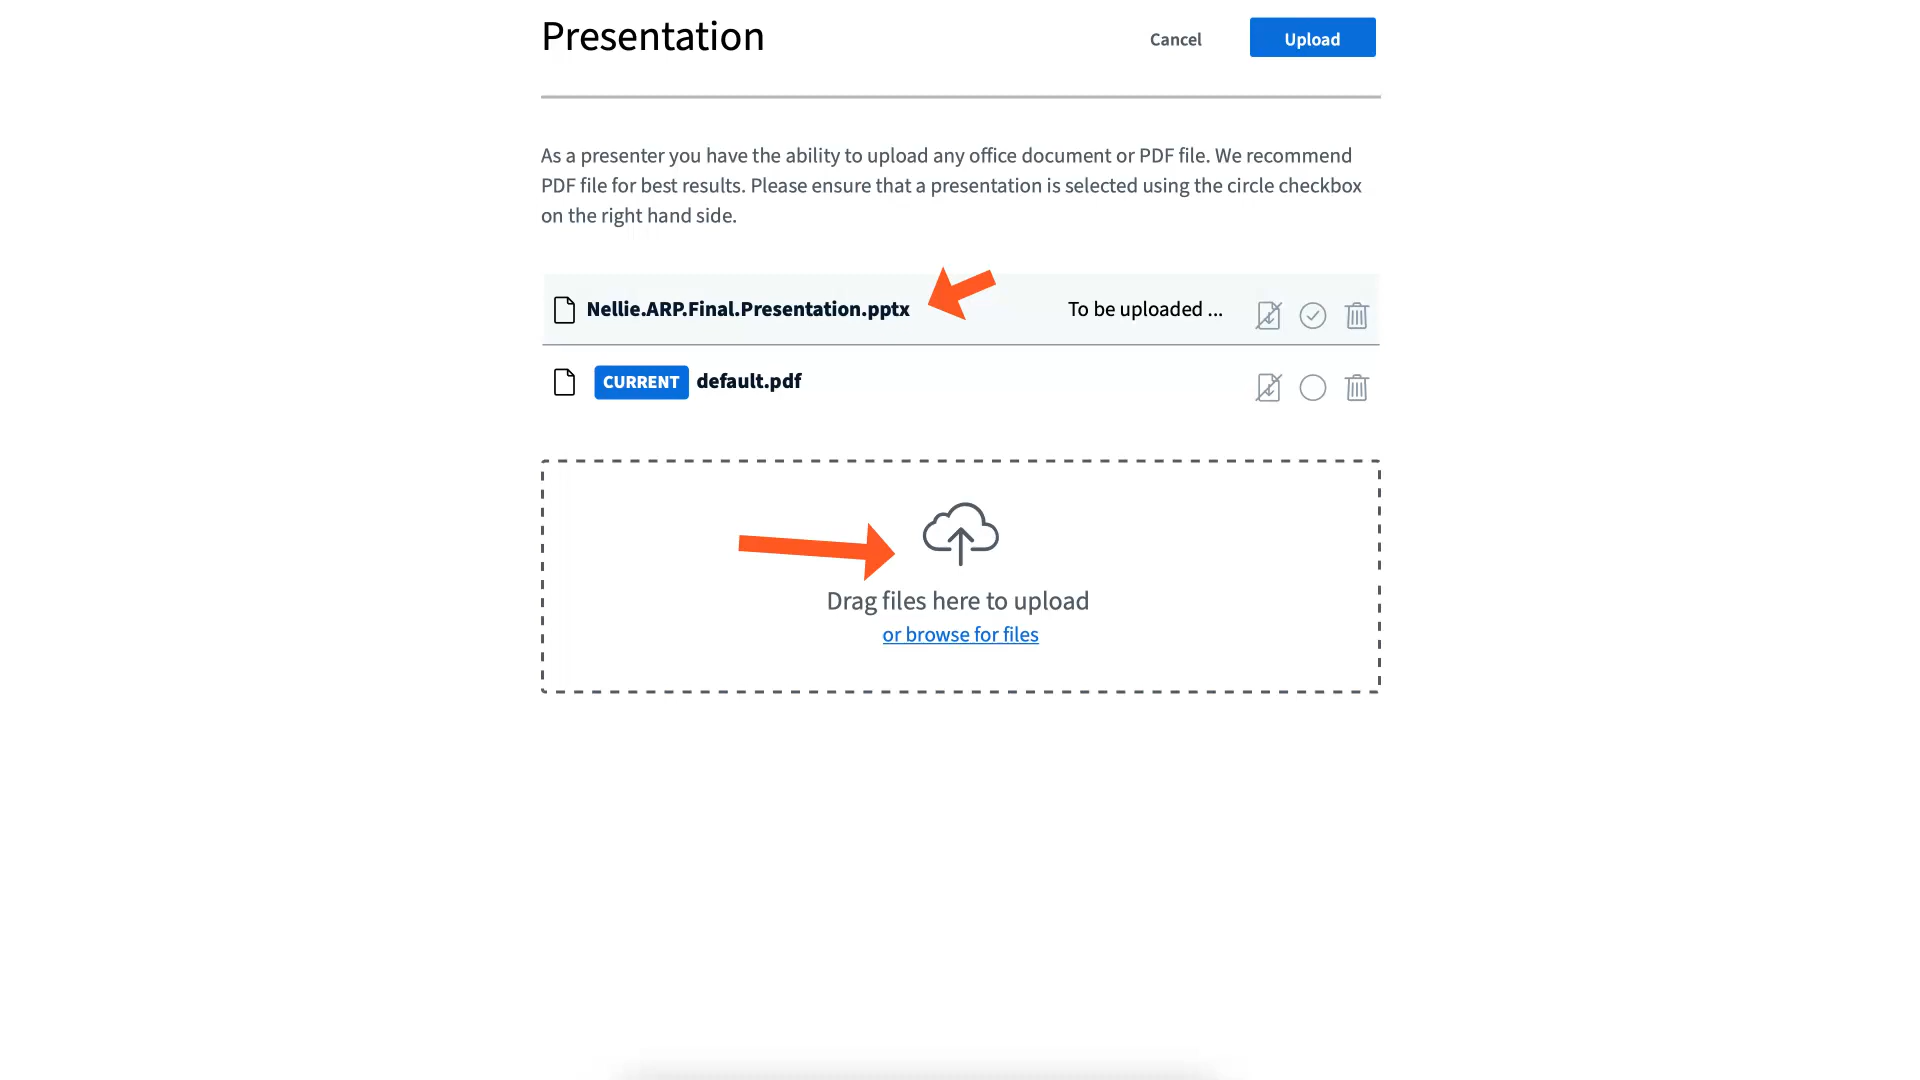 Presentation
Cancel
Upload
As a presenter you have the ability to upload any office document or PDF file. We recommend
PDF file for best results. Please ensure that a presentation is selected using the circle checkbox
on the right hand side.
Nellie.ARP.Final.Presentation.pptx
To be uploaded ...
CURRENT default.pdf
Drag files here to upload
or browse for files